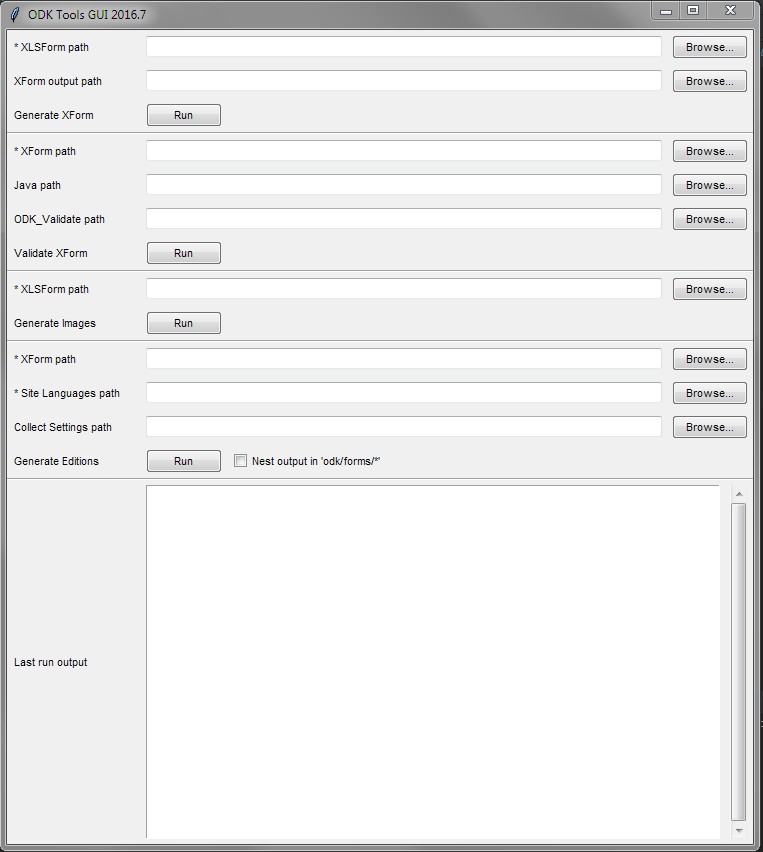 ODK Tools GUI 2016.7
* XLSForm path Browse...
XForm output path Browse...
Generate XForm Run
* XForm path Browse...
Java path Browse...
ODK_Validate path Browse...
Validate XForm Run
* XLSForm path Browse...
Generate Images Run
* XForm path Browse...
* Site Languages path Browse...
Collect Settings path Browse...
Generate Editions Run Nest output in 'odk/forms/*'
Last run output